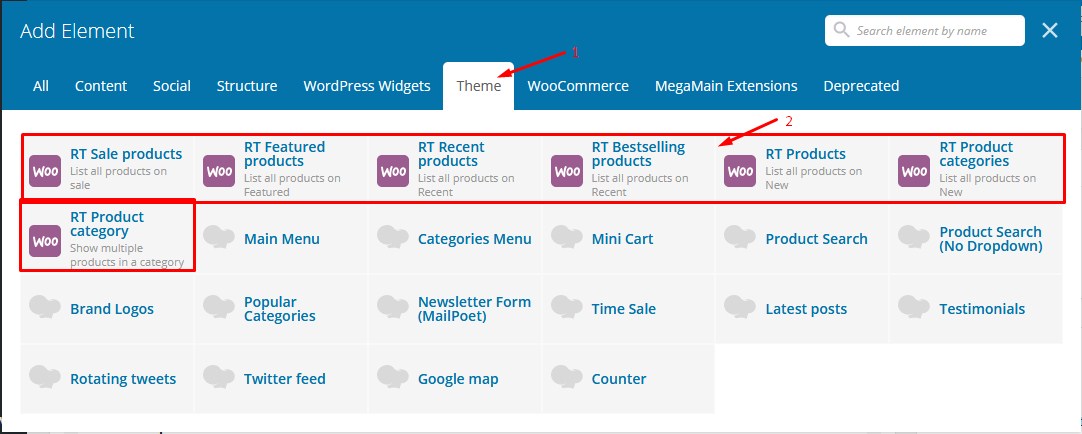 Add Element
Search element by name
1
All Content Social Structure WordPress Widgets Theme WooCommerce MegaMain Extensions Deprecated
2
WOO
RT Sale products
List all products on
sale
WOO
RT Featured
products
List all products on
Featured
WOO
RT Recent
products
List all products on
Recent
WOO
RT Bestselling
products
List all products on
Recent
WOO
RT Products
List all products on
New
WOO
RT Product
categories
List all products on
New
WOO
RT Product
category
Show multiple
products in a category
Main Menu
Categories Menu
Mini Cart
Product Search
Product Search
(No Dropdown)
Brand Logos
Popular
Categories
Newsletter Form
(MailPoet)
Time Sale
Latest posts
Testimonials
Rotating tweets
Twitter feed
Google map
Counter